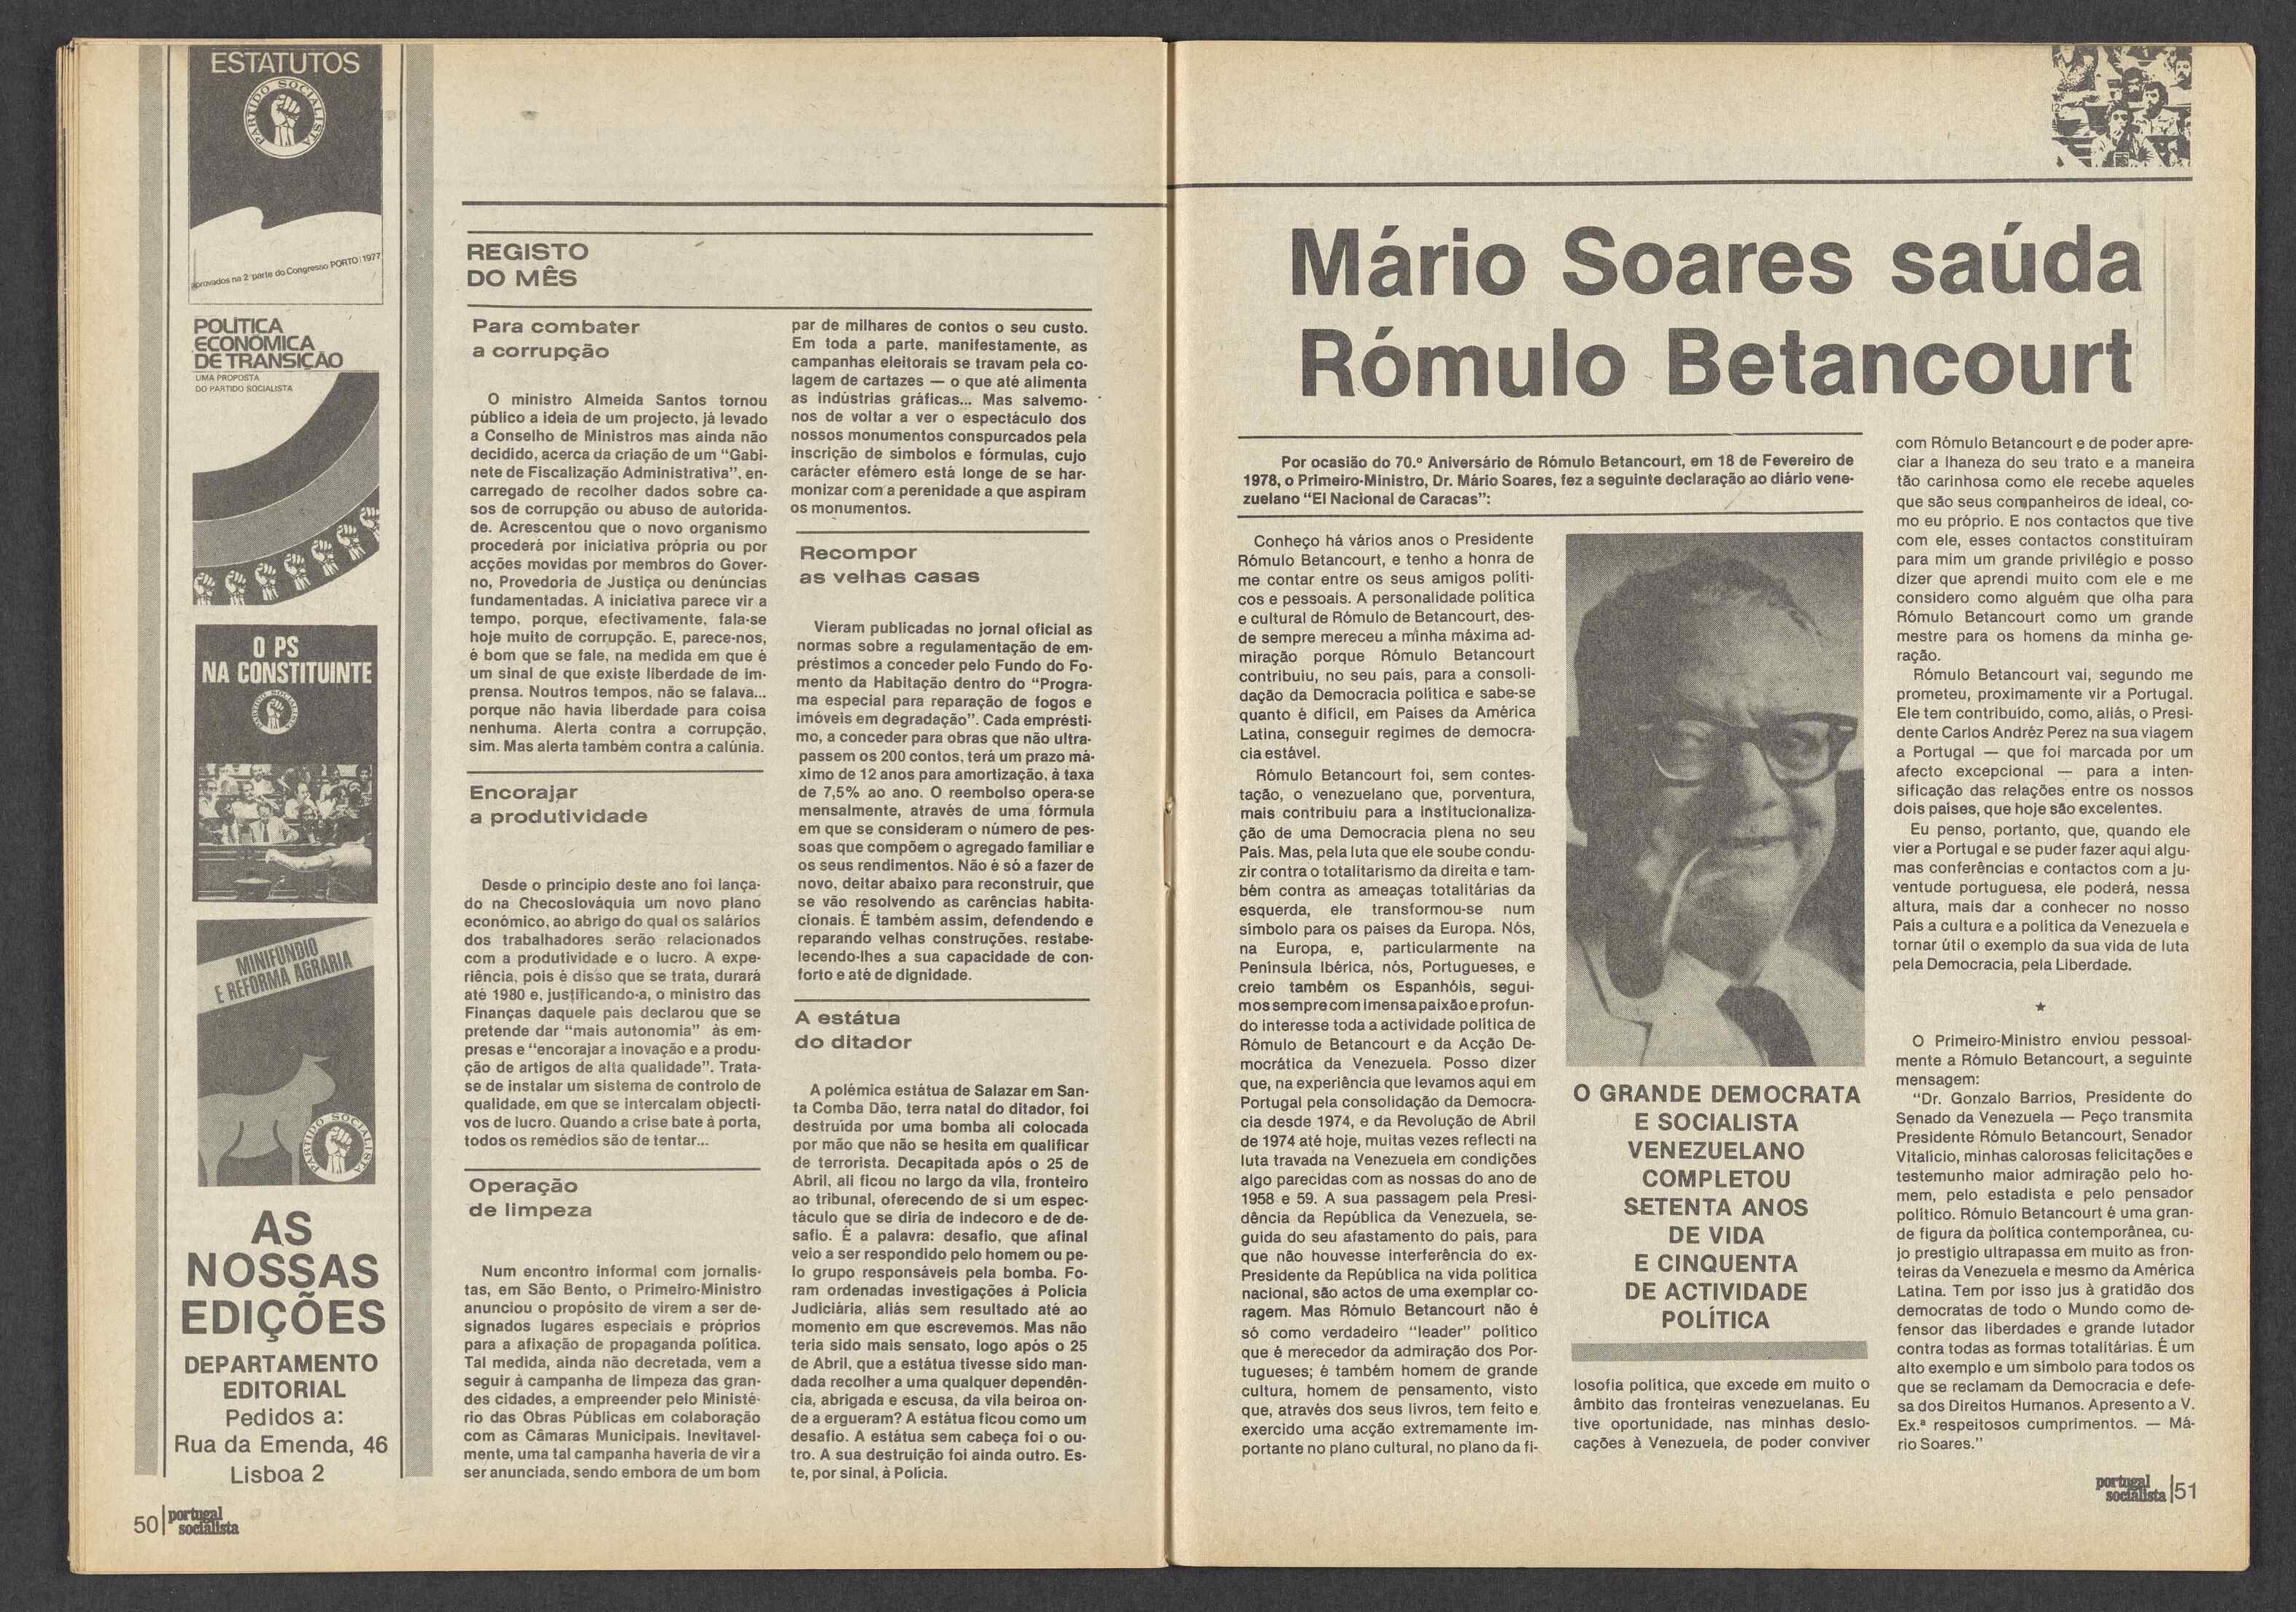 ESTATUTOS
PARTIDO SOCIALISTA
aprovados na 2.ª parte do Congresso PORTO | 1977
POLÍTICA
ECONÓMICA
DE TRANSIÇÃO
UMA PROPOSTA
DO PARTIDO SOCIALISTA
O PS
NA CONSTITUINTE
MINIFÚNDIO
E REFORMA AGRÁRIA
PARTIDO SOCIALISTA
AS
NOSSAS
EDIÇÕES
DEPARTAMENTO
EDITORIAL
Pedidos a:
Rua da Emenda, 46
Lisboa 2
50 portugal
socialista
REGISTO
DO MÊS
Para combater
a corrupção
O ministro Almeida Santos tornou
público a ideia de um projecto, já levado
a Conselho de Ministros mas ainda não
decidido, acerca da criação de um "Gabi-
nete de Fiscalização Administrativa", en-
carregado de recolher dados sobre ca-
sos de corrupção ou abuso de autorida-
de. Acrescentou que o novo organismo
procederá por iniciativa própria ou por
acções movidas por membros do Gover-
no, Provedoria de Justiça ou denúncias
fundamentadas. A iniciativa parece vir a
tempo, porque, efectivamente, fala-se
hoje muito de corrupção. E, parece-nos,
é bom que se fale, na medida em que é
um sinal de que existe liberdade de im-
prensa. Noutros tempos, não se falava...
porque não havia liberdade para coisa
nenhuma. Alerta contra a corrupção,
sim. Mas alerta também contra a calúnia.
Encorajar
a produtividade
Desde o princípio deste ano foi lança-
do na Checoslováquia um novo plano
económico, ao abrigo do qual os salários
dos trabalhadores serão relacionados
com a produtividade e o lucro. A expe-
riência, pois é disso que se trata, durará
até 1980 e, justificando-a, o ministro das
Finanças daquele país declarou que se
pretende dar "mais autonomia" às em-
presas e "encorajar a inovação e a produ-
ção de artigos de alta qualidade". Trata-
se de instalar um sistema de controlo de
qualidade, em que se intercalam objecti-
vos de lucro. Quando a crise bate à porta,
todos os remédios são de tentar...
Operação
de limpeza
Num encontro informal com jornalis-
tas, em São Bento, o Primeiro-Ministro
anunciou o propósito de virem a ser de-
signados lugares especiais e próprios
para a afixação de propaganda política.
Tal medida, ainda não decretada, vem a
seguir à campanha de limpeza das gran-
des cidades, a empreender pelo Ministé-
rio das Obras Públicas em colaboração
com as Câmaras Municipais. Inevitavel-
mente, uma tal campanha haveria de vir a
ser anunciada, sendo embora de um bom
par de milhares de contos o seu custo.
Em toda a parte, manifestamente, as
campanhas eleitorais se travam pela co-
lagem de cartazes — o que até alimenta
as indústrias gráficas... Mas salvemo-
nos de voltar a ver o espectáculo dos
nossos monumentos conspurcados pela
inscrição de símbolos e fórmulas, cujo
carácter efémero está longe de se har-
monizar com a perenidade a que aspiram
os monumentos.
Recompor
as velhas casas
Vieram publicadas no jornal oficial as
normas sobre a regulamentação de em-
préstimos a conceder pelo Fundo do Fo-
mento da Habitação dentro do "Progra-
ma especial para reparação de fogos e
imóveis em degradação". Cada emprésti-
mo, a conceder para obras que não ultra-
passem os 200 contos, terá um prazo má-
ximo de 12 anos para amortização, à taxa
de 7,5% ao ano. O reembolso opera-se
mensalmente, através de uma fórmula
em que se consideram o número de pes-
soas que compõem o agregado familiar e
os seus rendimentos. Não é só a fazer de
novo, deitar abaixo para reconstruir, que
se vão resolvendo as carências habita-
cionais. É também assim, defendendo e
reparando velhas construções, restabe-
lecendo-lhes a sua capacidade de con-
forto e até de dignidade.
A estátua
do ditador
A polémica estátua de Salazar em San-
ta Comba Dão, terra natal do ditador, foi
destruída por uma bomba ali colocada
por mão que não se hesita em qualificar
de terrorista. Decapitada após o 25 de
Abril, ali ficou no largo da vila, fronteiro
ao tribunal, oferecendo de si um espec-
táculo que se diria de indecoro e de de-
safio. É a palavra: desafio, que afinal
veio a ser respondido pelo homem ou pe-
lo grupo responsáveis pela bomba. Fo-
ram ordenadas investigações à Polícia
Judiciária, aliás sem resultado até ao
momento em que escrevemos. Mas não
teria sido mais sensato, logo após o 25
de Abril, que a estátua tivesse sido man-
dada recolher a uma qualquer dependên-
cia, abrigada e escusa, da vila beiroa on-
de a ergueram? A estátua ficou como um
desafio. A estátua sem cabeça foi o ou-
tro. A sua destruição foi ainda outro. Es-
te, por sinal, à Polícia.
Mário Soares saúda
Rómulo Betancourt
Por ocasião do 70.º Aniversário de Rómulo Betancourt, em 18 de Fevereiro de
1978, o Primeiro-Ministro, Dr. Mário Soares, fez a seguinte declaração ao diário vene-
zuelano "El Nacional de Caracas":
Conheço há vários anos o Presidente
Rómulo Betancourt, e tenho a honra de
me contar entre os seus amigos políti-
cos e pessoais. A personalidade política
e cultural de Rómulo de Betancourt, des-
de sempre mereceu a minha máxima ad-
miração porque Rómulo Betancourt
contribuiu, no seu país, para a consoli-
dação da Democracia política e sabe-se
quanto é difícil, em Países da América
Latina, conseguir regimes de democra-
cia estável.
Rómulo Betancourt foi, sem contes-
tação, o venezuelano que, porventura,
mais contribuiu para a institucionaliza-
ção de uma Democracia plena no seu
País. Mas, pela luta que ele soube condu-
zir contra o totalitarismo da direita e tam-
bém contra as ameaças totalitárias da
esquerda, ele transformou-se num
símbolo para os países da Europa. Nós,
na Europa, e, particularmente na
Península Ibérica, nós, Portugueses, e
creio também os Espanhóis, segui-
mos sempre com imensa paixão e profun-
do interesse toda a actividade política de
Rómulo de Betancourt e da Acção De-
mocrática da Venezuela. Posso dizer
que, na experiência que levamos aqui em
Portugal pela consolidação da Democra-
cia desde 1974, e da Revolução de Abril
de 1974 até hoje, muitas vezes reflecti na
luta travada na Venezuela em condições
algo parecidas com as nossas do ano de
1958 e 59. A sua passagem pela Presi-
dência da República da Venezuela, se-
guida do seu afastamento do país, para
que não houvesse interferência do ex-
Presidente da República na vida política
nacional, são actos de uma exemplar co-
ragem. Mas Rómulo Betancourt não é
só como verdadeiro "leader" político
que é merecedor da admiração dos Por-
tugueses; é também homem de grande
cultura, homem de pensamento, visto
que, através dos seus livros, tem feito e
exercido uma acção extremamente im-
portante no plano cultural, no plano da fi-
O GRANDE DEMOCRATA
E SOCIALISTA
VENEZUELANO
COMPLETOU
SETENTA ANOS
DE VIDA
E CINQUENTA
DE ACTIVIDADE
POLÍTICA
losofia política, que excede em muito o
âmbito das fronteiras venezuelanas. Eu
tive oportunidade, nas minhas deslo-
cações à Venezuela, de poder conviver
com Rómulo Betancourt e de poder apre-
ciar a lhaneza do seu trato e a maneira
tão carinhosa como ele recebe aqueles
que são seus companheiros de ideal, co-
mo eu próprio. E nos contactos que tive
com ele, esses contactos constituíram
para mim um grande privilégio e posso
dizer que aprendi muito com ele e me
considero como alguém que olha para
Rómulo Betancourt como um grande
mestre para os homens da minha ge-
ração.
Rómulo Betancourt vai, segundo me
prometeu, proximamente vir a Portugal.
Ele tem contribuído, como, aliás, o Presi-
dente Carlos Andréz Perez na sua viagem
a Portugal — que foi marcada por um
afecto excepcional — para a inten-
sificação das relações entre os nossos
dois países, que hoje são excelentes.
Eu penso, portanto, que, quando ele
vier a Portugal e se puder fazer aqui algu-
mas conferências e contactos com a ju-
ventude portuguesa, ele poderá, nessa
altura, mais dar a conhecer no nosso
País a cultura e a política da Venezuela e
tornar útil o exemplo da sua vida de luta
pela Democracia, pela Liberdade.
★
O Primeiro-Ministro enviou pessoal-
mente a Rómulo Betancourt, a seguinte
mensagem:
"Dr. Gonzalo Barrios, Presidente do
Senado da Venezuela — Peço transmita
Presidente Rómulo Betancourt, Senador
Vitalício, minhas calorosas felicitações e
testemunho maior admiração pelo ho-
mem, pelo estadista e pelo pensador
político. Rómulo Betancourt é uma gran-
de figura da política contemporânea, cu-
jo prestígio ultrapassa em muito as fron-
teiras da Venezuela e mesmo da América
Latina. Tem por isso jus à gratidão dos
democratas de todo o Mundo como de-
fensor das liberdades e grande lutador
contra todas as formas totalitárias. É um
alto exemplo e um símbolo para todos os
que se reclamam da Democracia e defe-
sa dos Direitos Humanos. Apresento a V.
Ex.ª respeitosos cumprimentos. — Má-
rio Soares."
portugal
socialista 51